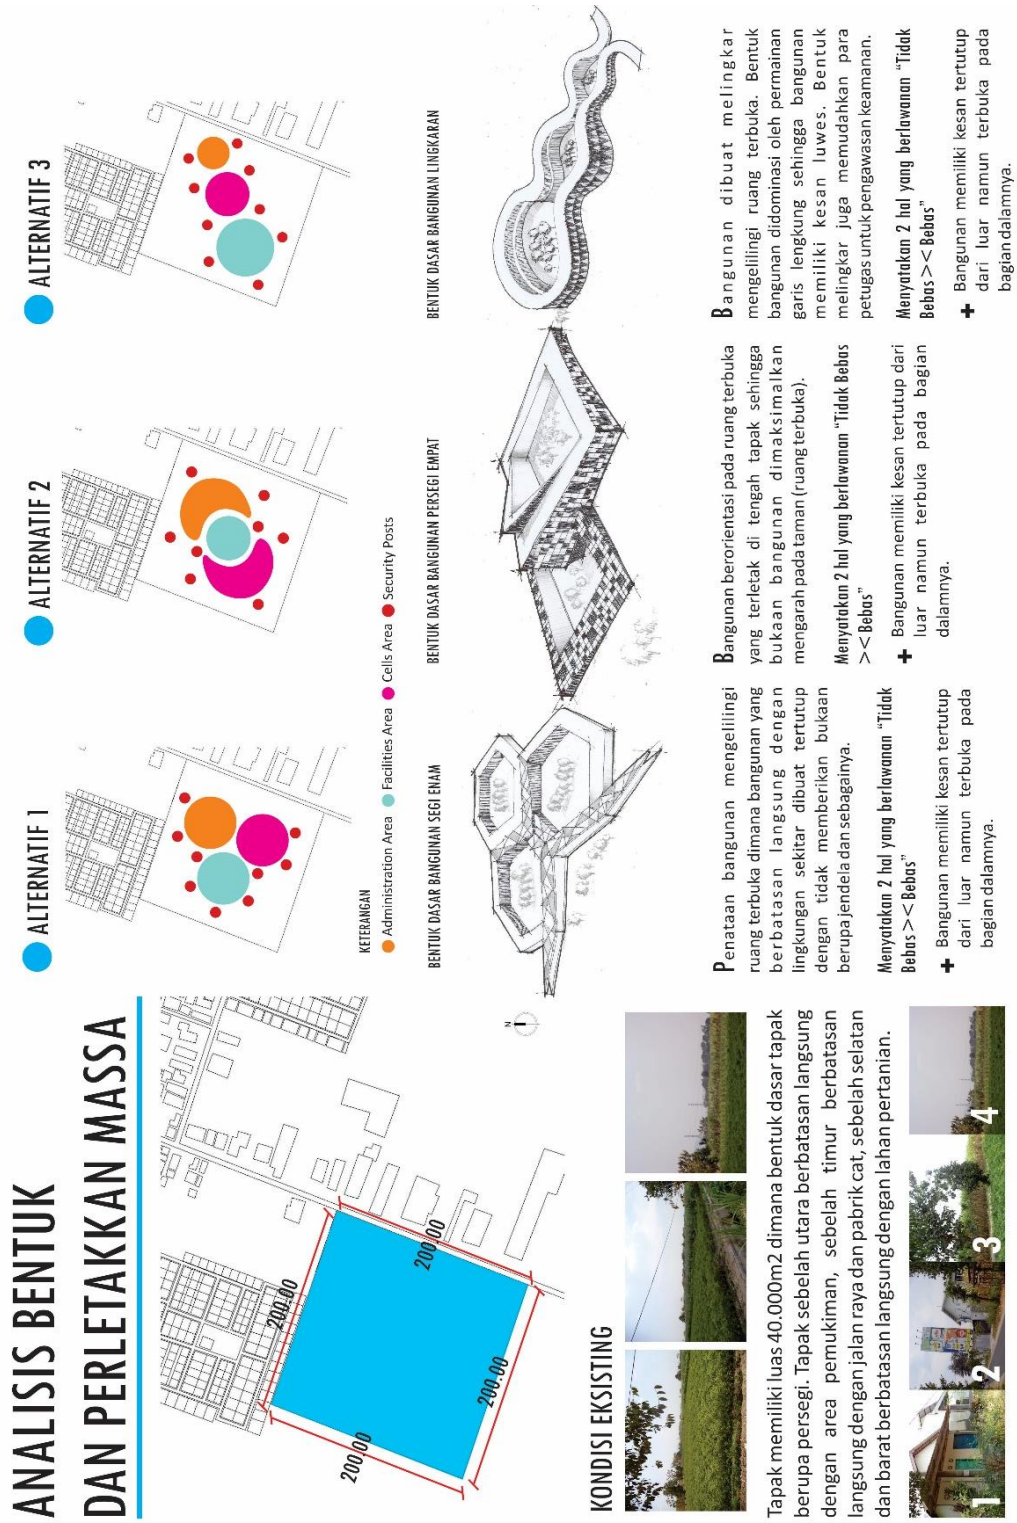 ANALISIS BENTUK
DAN PERLETAKKAN MASSA
200.00
200.00
200.00
200.00
KONDISI EKSISTING
Tapak memiliki luas 40.000m2 dimana bentuk dasar tapak
berupa persegi. Tapak sebelah utara berbatasan langsung
dengan area pemukiman, sebelah timur berbatasan
langsung dengan jalan raya dan pabrik cat, sebelah selatan
dan barat berbatasan langsung dengan lahan pertanian.
1
2
3
4
N
ALTERNATIF 1
ALTERNATIF 2
ALTERNATIF 3
KETERANGAN
Administration Area
Facilities Area
Cells Area
Security Posts
BENTUK DASAR BANGUNAN SEGI ENAM
BENTUK DASAR BANGUNAN PERSEGI EMPAT
BENTUK DASAR BANGUNAN LINGKARAN
Penataan bangunan mengelilingi
ruang terbuka dimana bangunan yang
berbatasan langsung dengan
lingkungan sekitar dibuat tertutup
dengan tidak memberikan bukaan
berupa jendela dan sebagainya.
Menyatakan 2 hal yang berlawanan "Tidak
Bebas >< Bebas"
+ Bangunan memiliki kesan tertutup
dari luar namun terbuka pada
bagian dalamnya.
Bangunan berorientasi pada ruang terbuka
yang terletak di tengah tapak sehingga
bukaan bangunan dimaksimalkan
mengarah pada taman (ruang terbuka).
Menyatakan 2 hal yang berlawanan "Tidak Bebas
>< Bebas"
+ Bangunan memiliki kesan tertutup dari
luar namun terbuka pada bagian
dalamnya.
Bangunan dibuat melingkar
mengelilingi ruang terbuka. Bentuk
bangunan didominasi oleh permainan
garis lengkung sehingga bangunan
memiliki kesan luwes. Bentuk
melingkar juga memudahkan para
petugas untuk pengawasan keamanan.
Menyatakan 2 hal yang berlawanan "Tidak
Bebas >< Bebas"
+ Bangunan memiliki kesan tertutup
dari luar namun terbuka pada
bagian dalamnya.